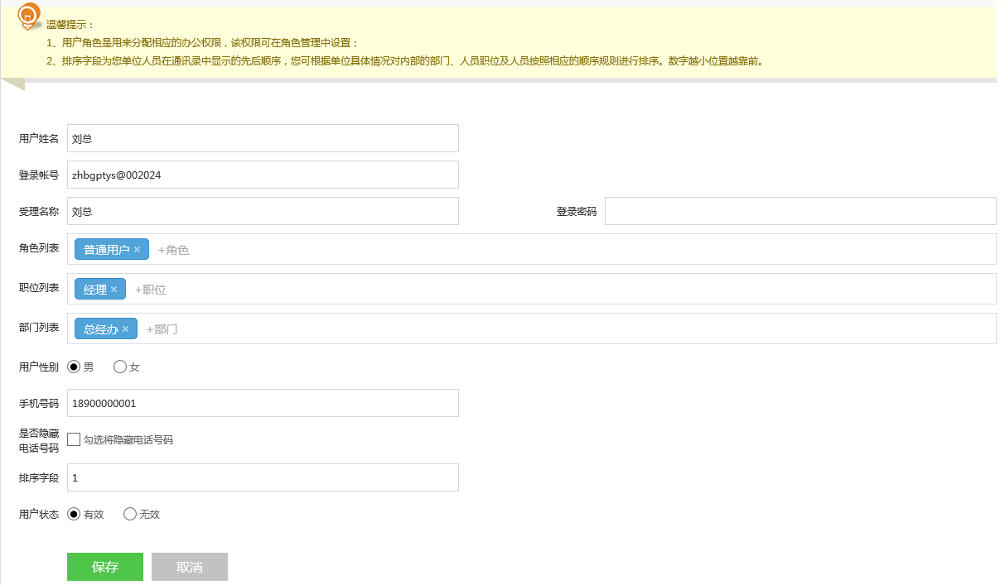 温馨提示：
1、用户角色是用来分配相应的办公权限，该权限可在角色管理中设置；
2、排序字段为您单位人员在通讯录中显示的先后顺序，您可根据单位具体情况对内部的部门、人员职位及人员按照相应的顺序规则进行排序。数字越小位置越靠前。
用户姓名 刘总
登录帐号 zhbgptys@002024
受理名称 刘总 登录密码
角色列表 普通用户 × +角色
职位列表 经理 × +职位
部门列表 总经办 × +部门
用户性别 男 女
手机号码 18900000001
是否隐藏
电话号码 勾选将隐藏电话号码
排序字段 1
用户状态 有效 无效
保存 取消